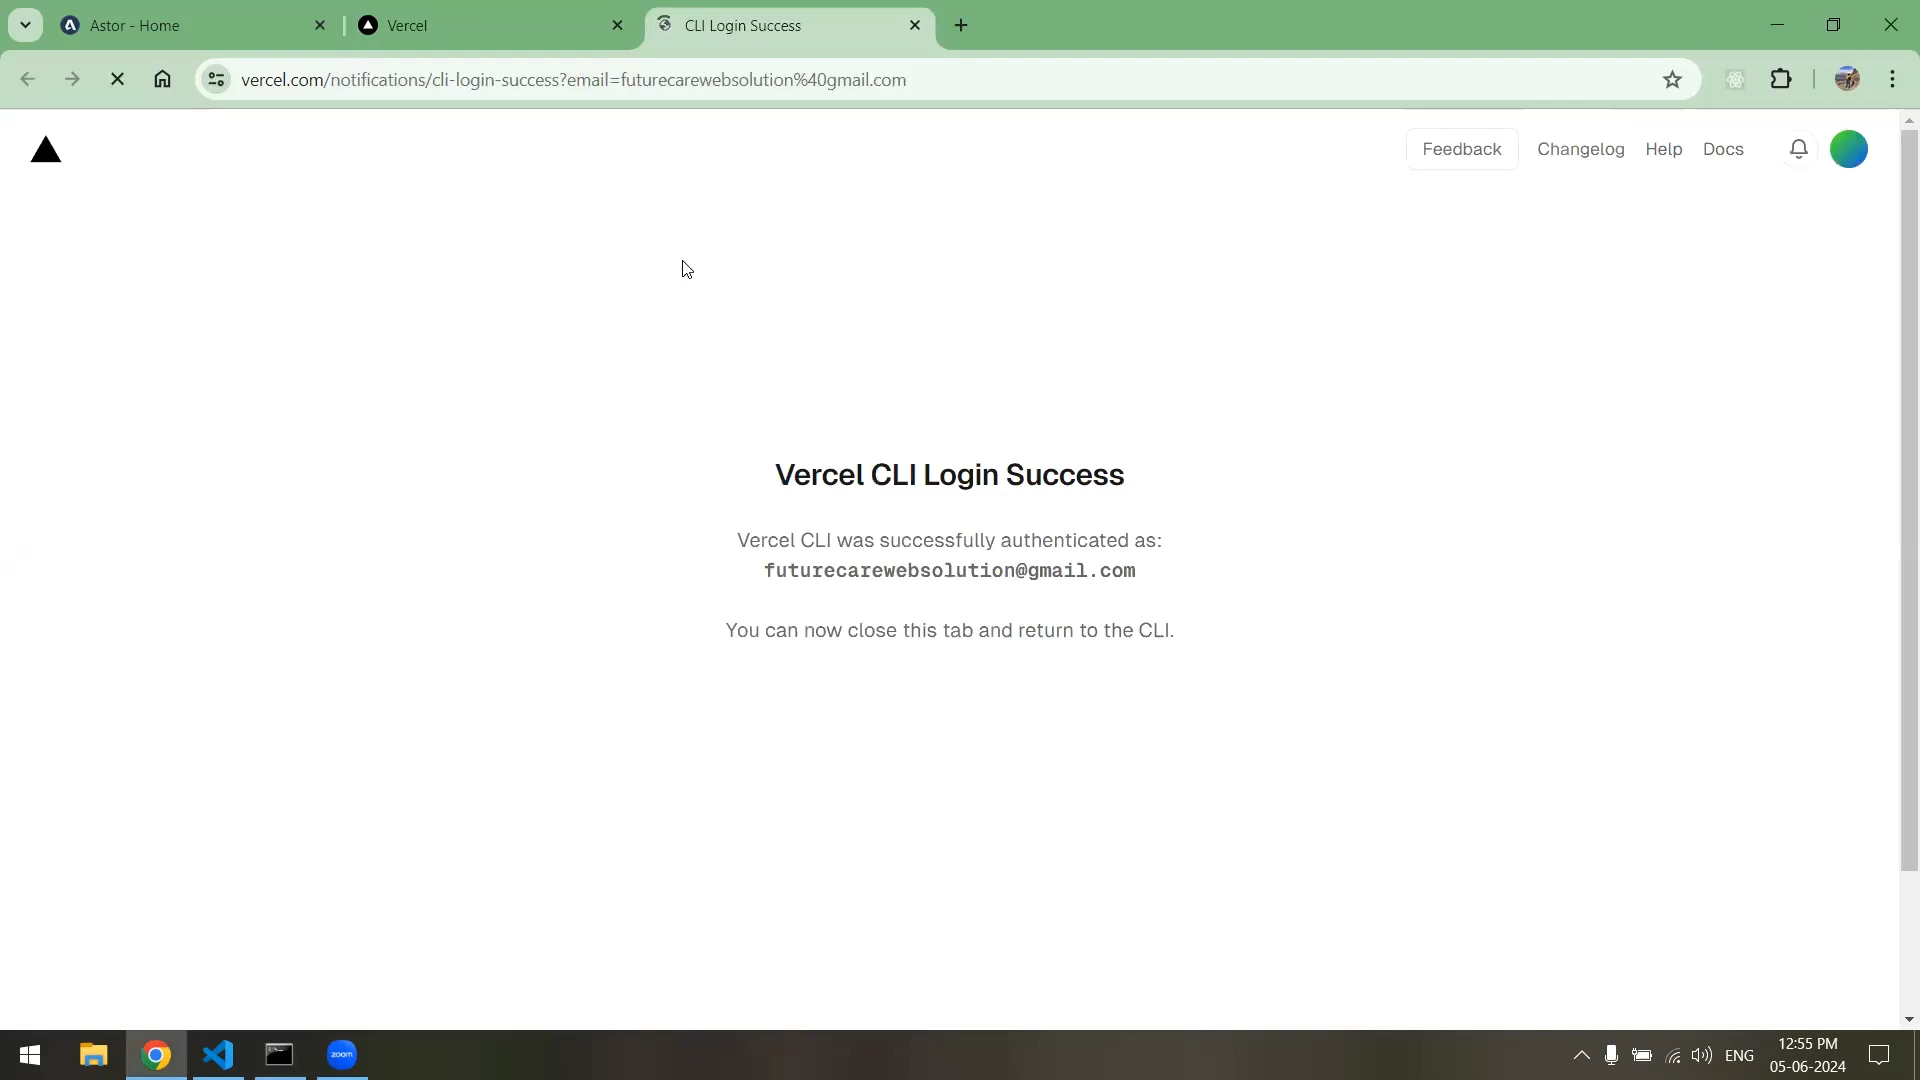 Astor - Home
Vercel
CLI Login Success
vercel.com/notifications/cli-login-success?email=futurecarewebsolution%40gmail.com
Feedback
Changelog
Help
Docs
Vercel CLI Login Success
Vercel CLI was successfully authenticated as:
futurecarewebsolution@gmail.com
You can now close this tab and return to the CLI.
zoom
ENG
12:55 PM
05-06-2024